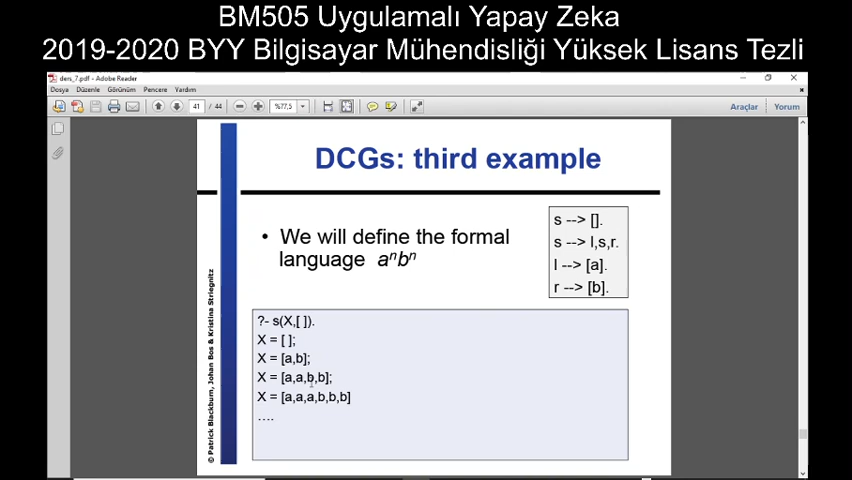 BM505 Uygulamalı Yapay Zeka
2019-2020 BYY Bilgisayar Mühendisliği Yüksek Lisans Tezli
ders_7.pdf - Adobe Reader
Dosya Düzenle Görünüm Pencere Yardım
41 / 44 %77,5 Araçlar Yorum
DCGs: third example
• We will define the formal
language aⁿbⁿ
s --> [].
s --> l,s,r.
l --> [a].
r --> [b].
?- s(X,[ ]).
X = [ ];
X = [a,b];
X = [a,a,b,b];
X = [a,a,a,b,b,b]
....
© Patrick Blackburn, Johan Bos & Kristina Striegnitz